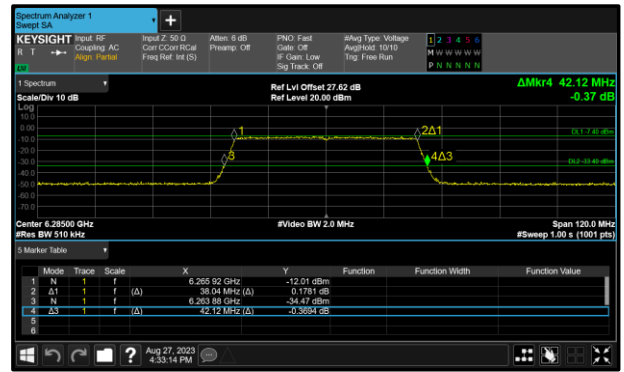 Spectrum Analyzer 1
Swept SA
+
KEYSIGHT Input: RF Input Z: 50 Ω Atten: 6 dB PNO: Fast #Avg Type: Voltage 1 2 3 4 5 6
R T Coupling: AC Corr CCorr RCal Preamp: Off Gate: Off Avg|Hold: 10/10 M W W W W W
Align: Partial Freq Ref: Int (S) IF Gain: Low Trig: Free Run P N N N N N
Sig Track: Off
1 Spectrum
ΔMkr4 42.12 MHz
Ref Lvl Offset 27.62 dB
Scale/Div 10 dB Ref Level 20.00 dBm -0.37 dB
Log
10.0
0.00
1 2Δ1 DL1 -7.40 dBm
-10.0
-20.0
3 4Δ3 DL2 -33.40 dBm
-30.0
-40.0
-50.0
-60.0
-70.0
Center 6.28500 GHz #Video BW 2.0 MHz Span 120.0 MHz
#Res BW 510 kHz #Sweep 1.00 s (1001 pts)
5 Marker Table
Mode Trace Scale X Y Function Function Width Function Value
1 N 1 f 6.265 92 GHz -12.01 dBm
2 Δ1 1 f (Δ) 38.04 MHz (Δ) 0.1781 dB
3 N 1 f 6.263 88 GHz -34.47 dBm
4 Δ3 1 f (Δ) 42.12 MHz (Δ) -0.3694 dB
5
6
? Aug 27, 2023
4:33:14 PM